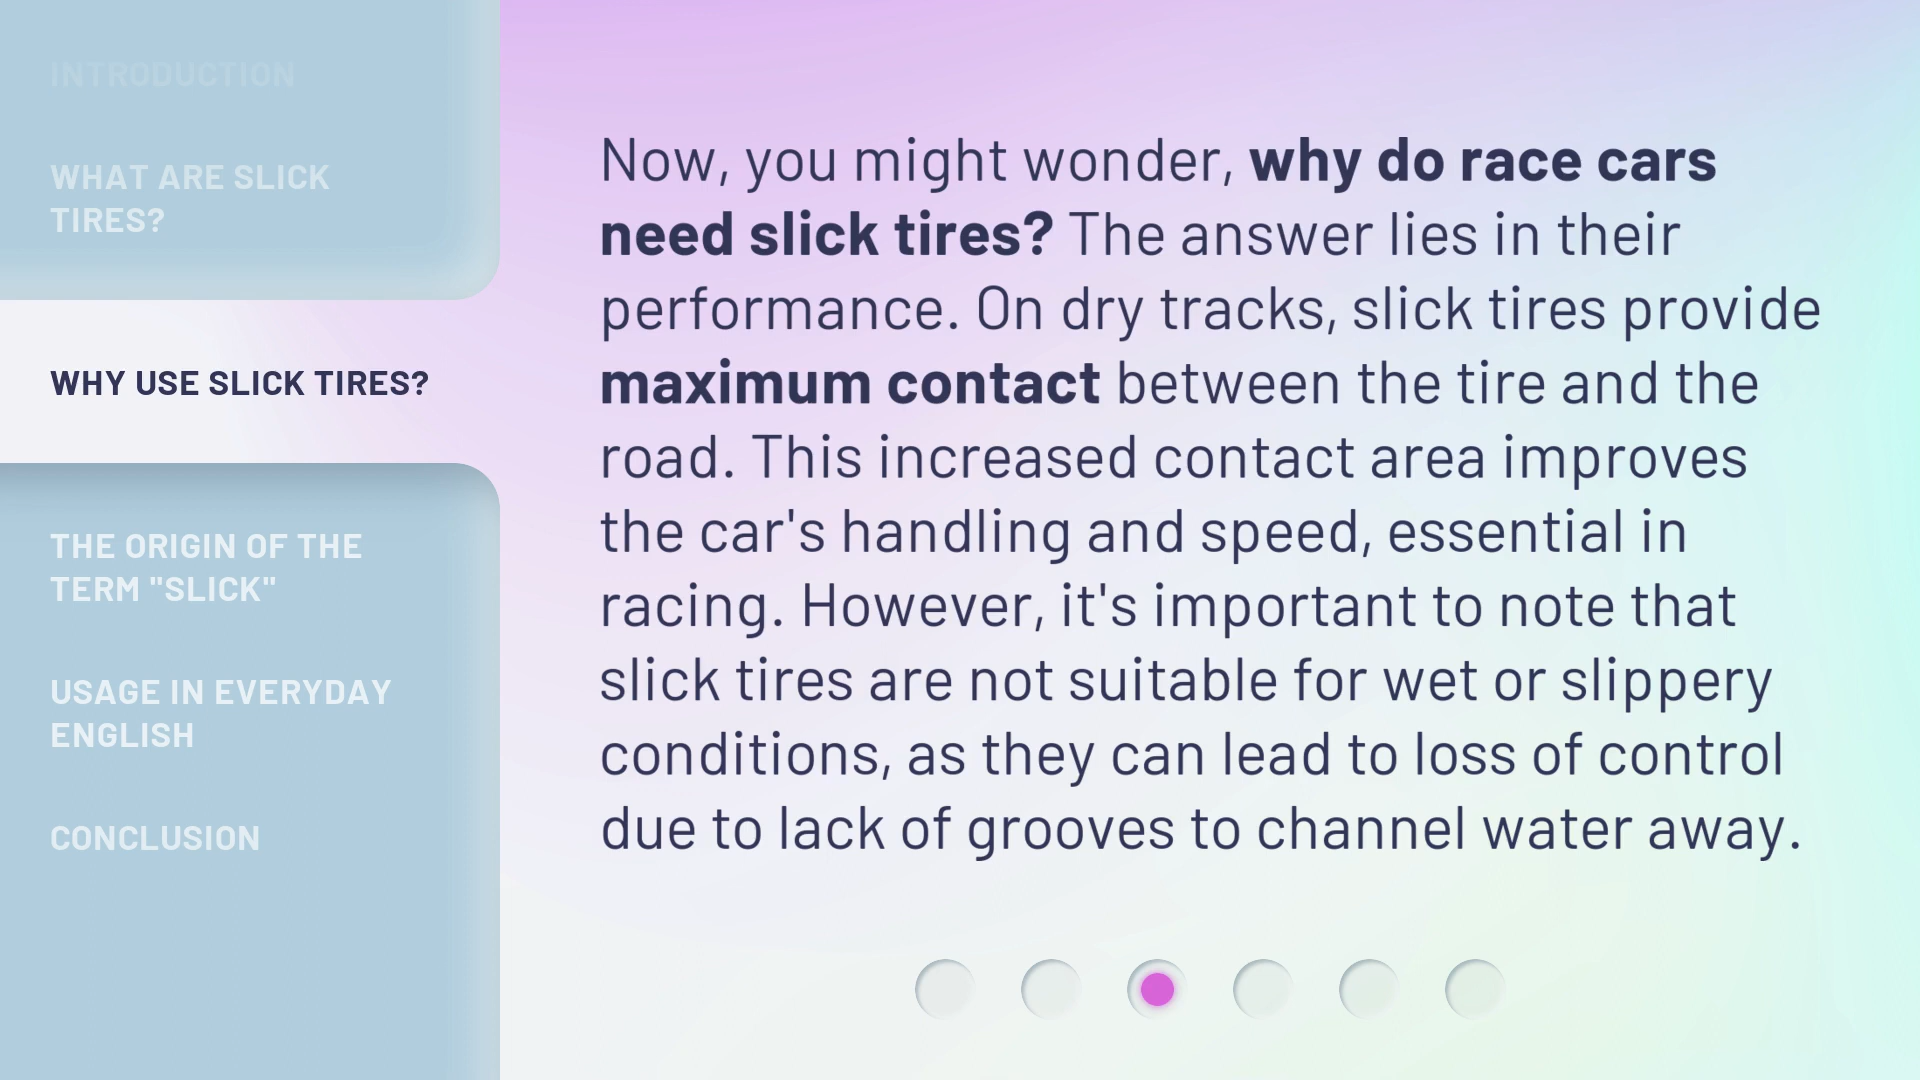 INTRODUCTION
WHAT ARE SLICK
TIRES?
WHY USE SLICK TIRES?
THE ORIGIN OF THE
TERM "SLICK"
USAGE IN EVERYDAY
ENGLISH
CONCLUSION
Now, you might wonder, why do race cars
need slick tires? The answer lies in their
performance. On dry tracks, slick tires provide
maximum contact between the tire and the
road. This increased contact area improves
the car's handling and speed, essential in
racing. However, it's important to note that
slick tires are not suitable for wet or slippery
conditions, as they can lead to loss of control
due to lack of grooves to channel water away.